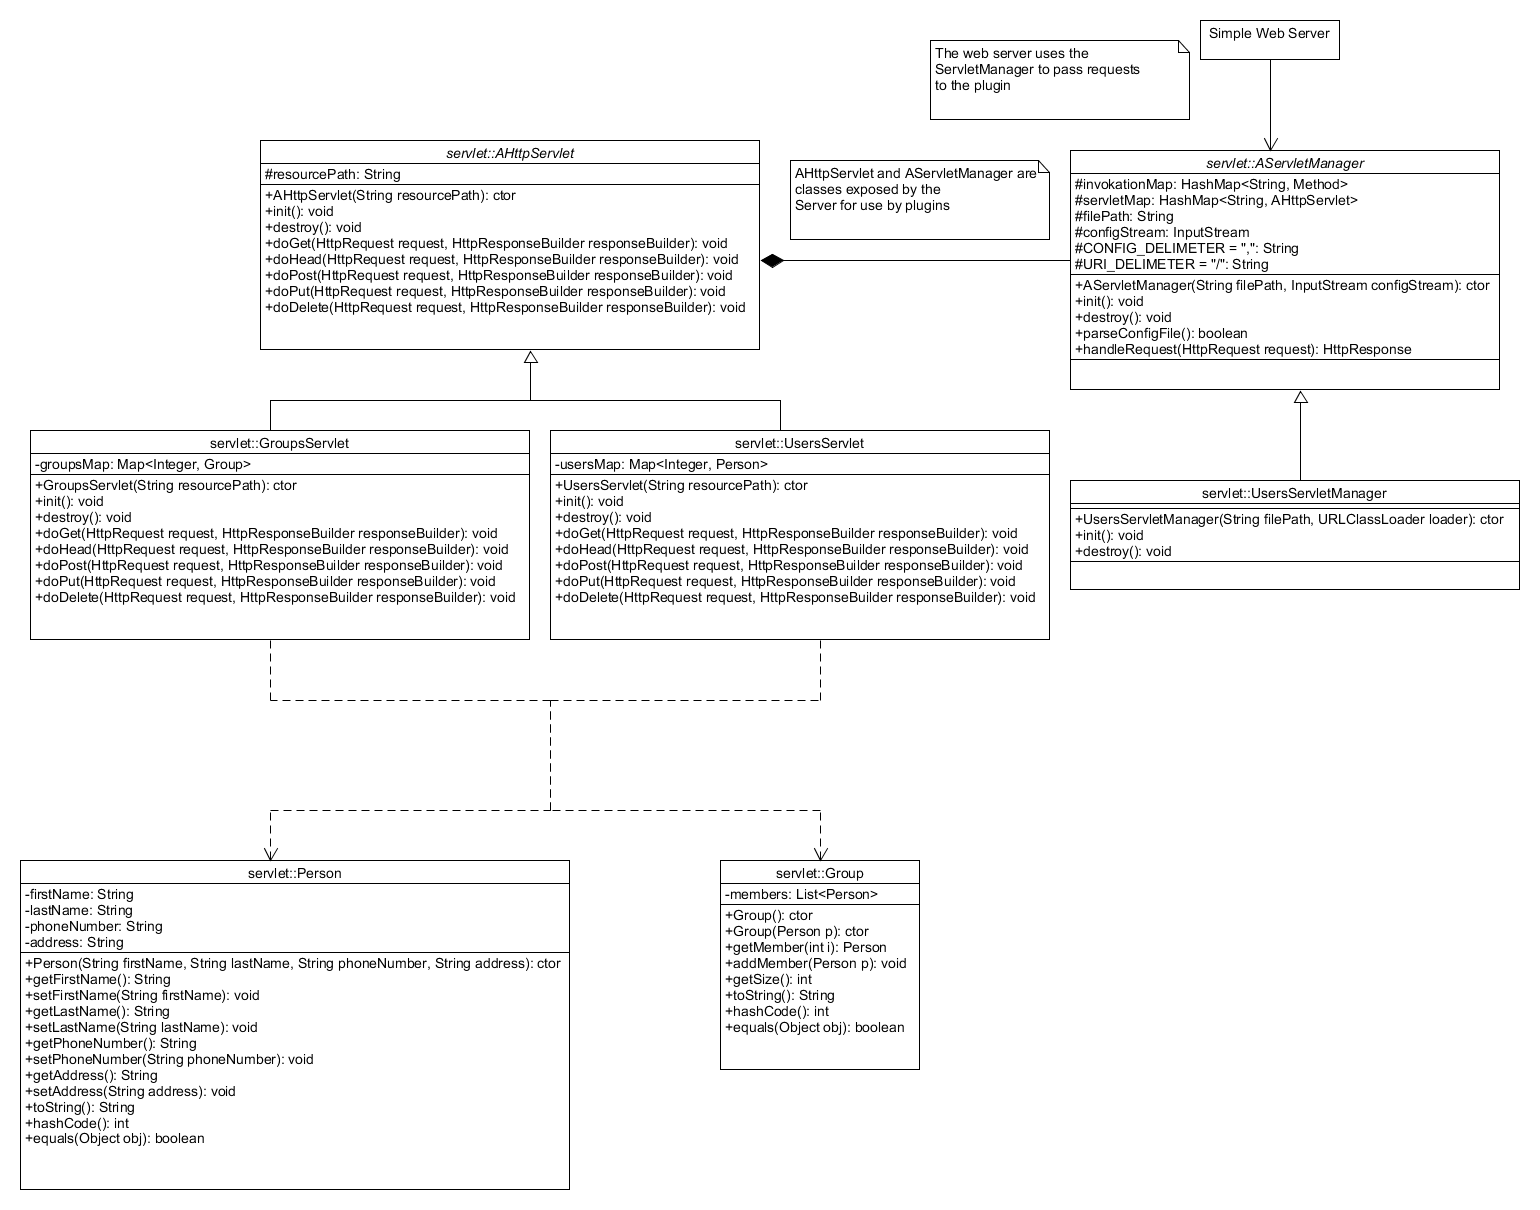 Simple Web Server
The web server uses the
ServletManager to pass requests
to the plugin
servlet::AHttpServlet
#resourcePath: String
+AHttpServlet(String resourcePath): ctor
+init(): void
+destroy(): void
+doGet(HttpRequest request, HttpResponseBuilder responseBuilder): void
+doHead(HttpRequest request, HttpResponseBuilder responseBuilder): void
+doPost(HttpRequest request, HttpResponseBuilder responseBuilder): void
+doPut(HttpRequest request, HttpResponseBuilder responseBuilder): void
+doDelete(HttpRequest request, HttpResponseBuilder responseBuilder): void
AHttpServlet and AServletManager are
classes exposed by the
Server for use by plugins
servlet::AServletManager
#invokationMap: HashMap<String, Method>
#servletMap: HashMap<String, AHttpServlet>
#filePath: String
#configStream: InputStream
#CONFIG_DELIMETER = ",": String
#URI_DELIMETER = "/": String
+AServletManager(String filePath, InputStream configStream): ctor
+init(): void
+destroy(): void
+parseConfigFile(): boolean
+handleRequest(HttpRequest request): HttpResponse
servlet::GroupsServlet
-groupsMap: Map<Integer, Group>
+GroupsServlet(String resourcePath): ctor
+init(): void
+destroy(): void
+doGet(HttpRequest request, HttpResponseBuilder responseBuilder): void
+doHead(HttpRequest request, HttpResponseBuilder responseBuilder): void
+doPost(HttpRequest request, HttpResponseBuilder responseBuilder): void
+doPut(HttpRequest request, HttpResponseBuilder responseBuilder): void
+doDelete(HttpRequest request, HttpResponseBuilder responseBuilder): void
servlet::UsersServlet
-usersMap: Map<Integer, Person>
+UsersServlet(String resourcePath): ctor
+init(): void
+destroy(): void
+doGet(HttpRequest request, HttpResponseBuilder responseBuilder): void
+doHead(HttpRequest request, HttpResponseBuilder responseBuilder): void
+doPost(HttpRequest request, HttpResponseBuilder responseBuilder): void
+doPut(HttpRequest request, HttpResponseBuilder responseBuilder): void
+doDelete(HttpRequest request, HttpResponseBuilder responseBuilder): void
servlet::UsersServletManager
+UsersServletManager(String filePath, URLClassLoader loader): ctor
+init(): void
+destroy(): void
servlet::Person
-firstName: String
-lastName: String
-phoneNumber: String
-address: String
+Person(String firstName, String lastName, String phoneNumber, String address): ctor
+getFirstName(): String
+setFirstName(String firstName): void
+getLastName(): String
+setLastName(String lastName): void
+getPhoneNumber(): String
+setPhoneNumber(String phoneNumber): void
+getAddress(): String
+setAddress(String address): void
+toString(): String
+hashCode(): int
+equals(Object obj): boolean
servlet::Group
-members: List<Person>
+Group(): ctor
+Group(Person p): ctor
+getMember(int i): Person
+addMember(Person p): void
+getSize(): int
+toString(): String
+hashCode(): int
+equals(Object obj): boolean